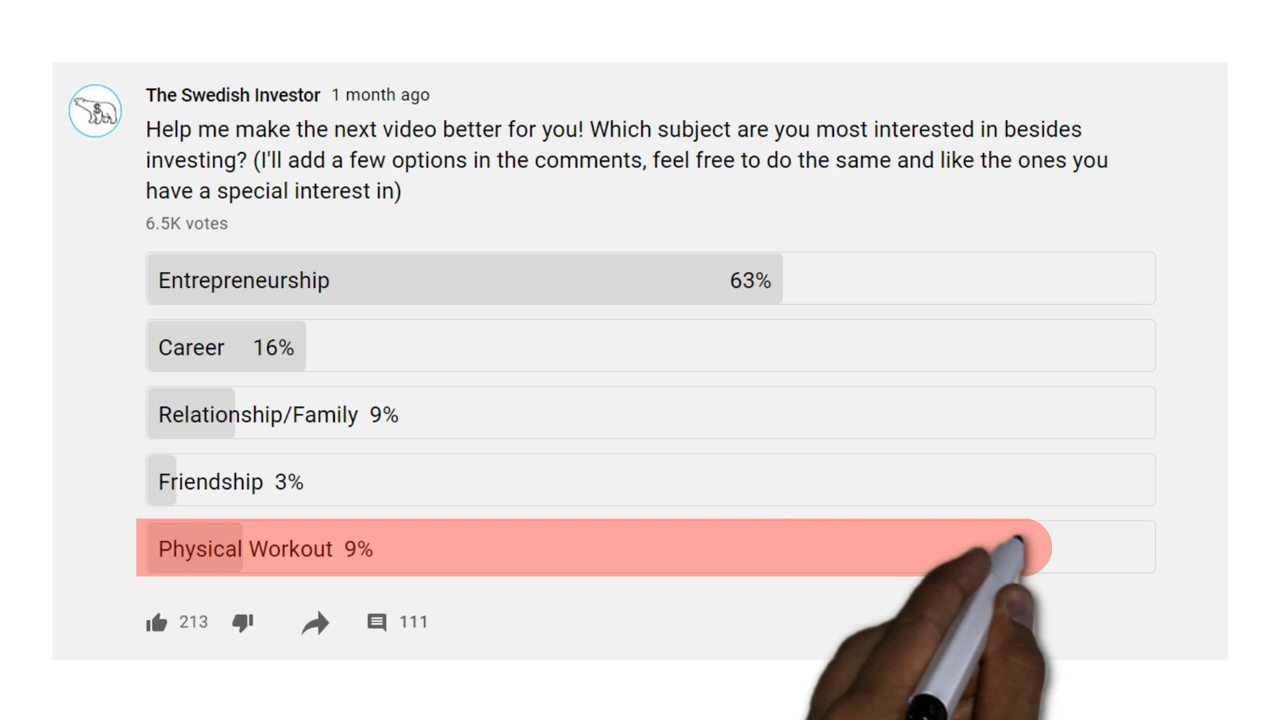 The Swedish Investor 1 month ago
Help me make the next video better for you! Which subject are you most interested in besides
investing? (I'll add a few options in the comments, feel free to do the same and like the ones you
have a special interest in)
6.5K votes
Entrepreneurship 63%
Career 16%
Relationship/Family 9%
Friendship 3%
Physical Workout 9%
213 111